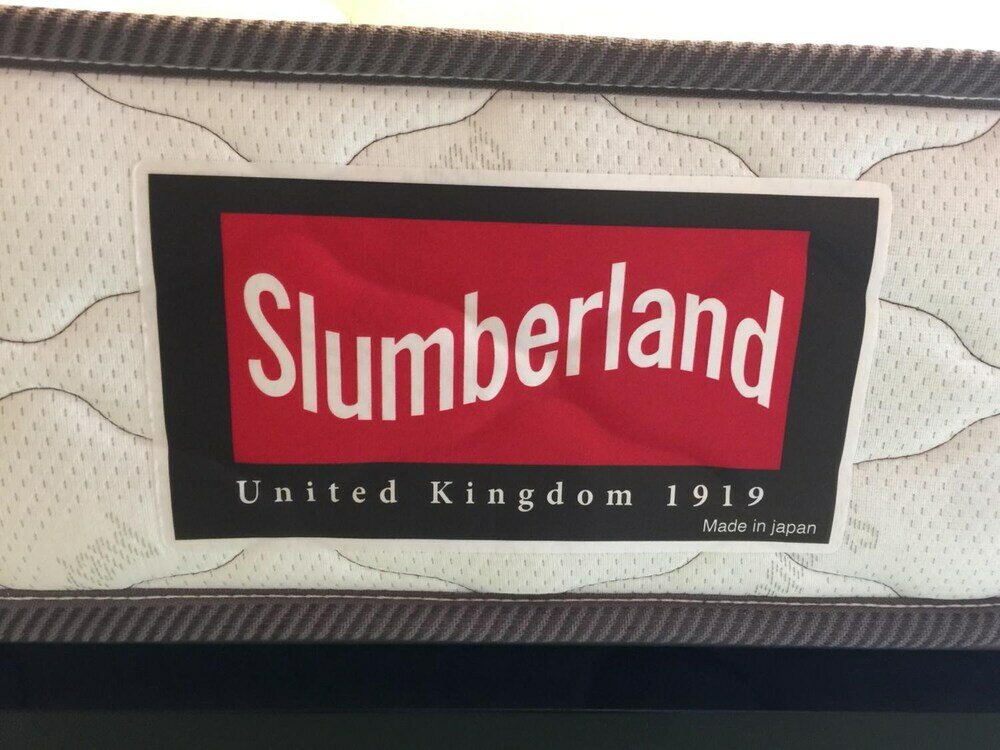 Slumberland
United Kingdom 1919
Made in japan